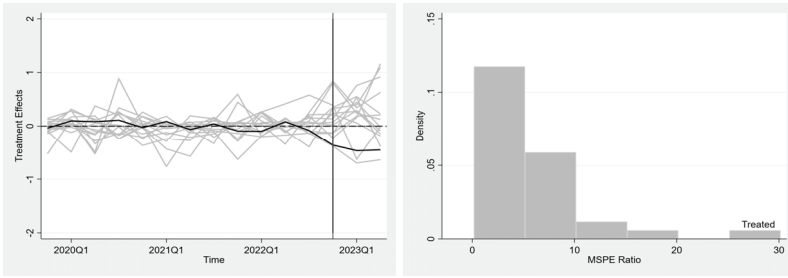 2
1
0
-1
-2
Treatment Effects
2020Q1 2021Q1 2022Q1 2023Q1
Time
.15
.1
.05
0
Density
Treated
0 10 20 30
MSPE Ratio